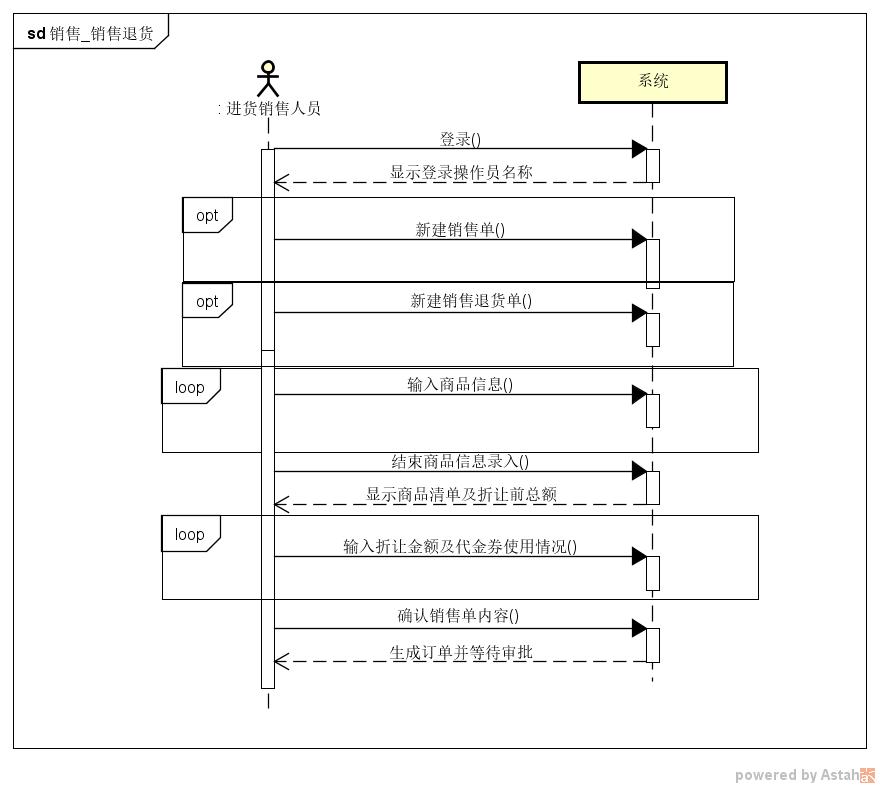 sd 销售_销售退货
: 进货销售人员
系统
登录()
显示登录操作员名称
opt
新建销售单()
opt
新建销售退货单()
loop
输入商品信息()
结束商品信息录入()
显示商品清单及折让前总额
loop
输入折让金额及代金券使用情况()
确认销售单内容()
生成订单并等待审批
powered by Astah